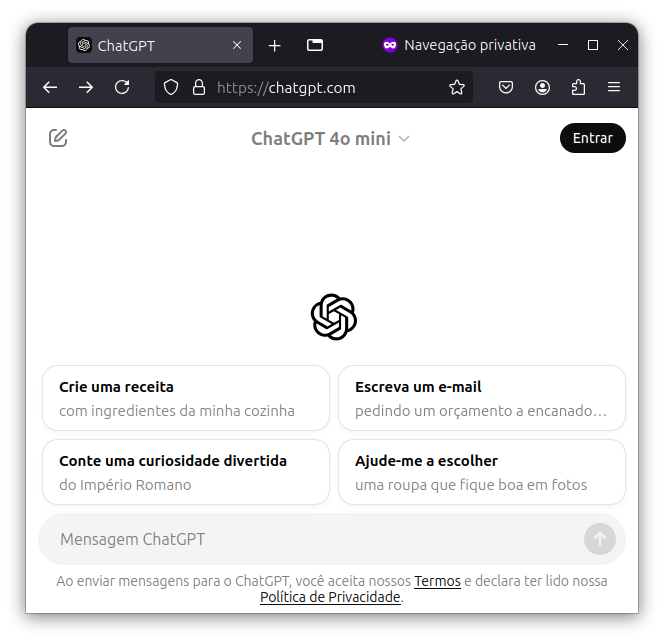 ChatGPT
Navegação privativa
https://chatgpt.com
ChatGPT 4o mini
Entrar
Crie uma receita
com ingredientes da minha cozinha
Escreva um e-mail
pedindo um orçamento a encanado…
Conte uma curiosidade divertida
do Império Romano
Ajude-me a escolher
uma roupa que fique boa em fotos
Mensagem ChatGPT
Ao enviar mensagens para o ChatGPT, você aceita nossos Termos e declara ter lido nossa
Política de Privacidade.